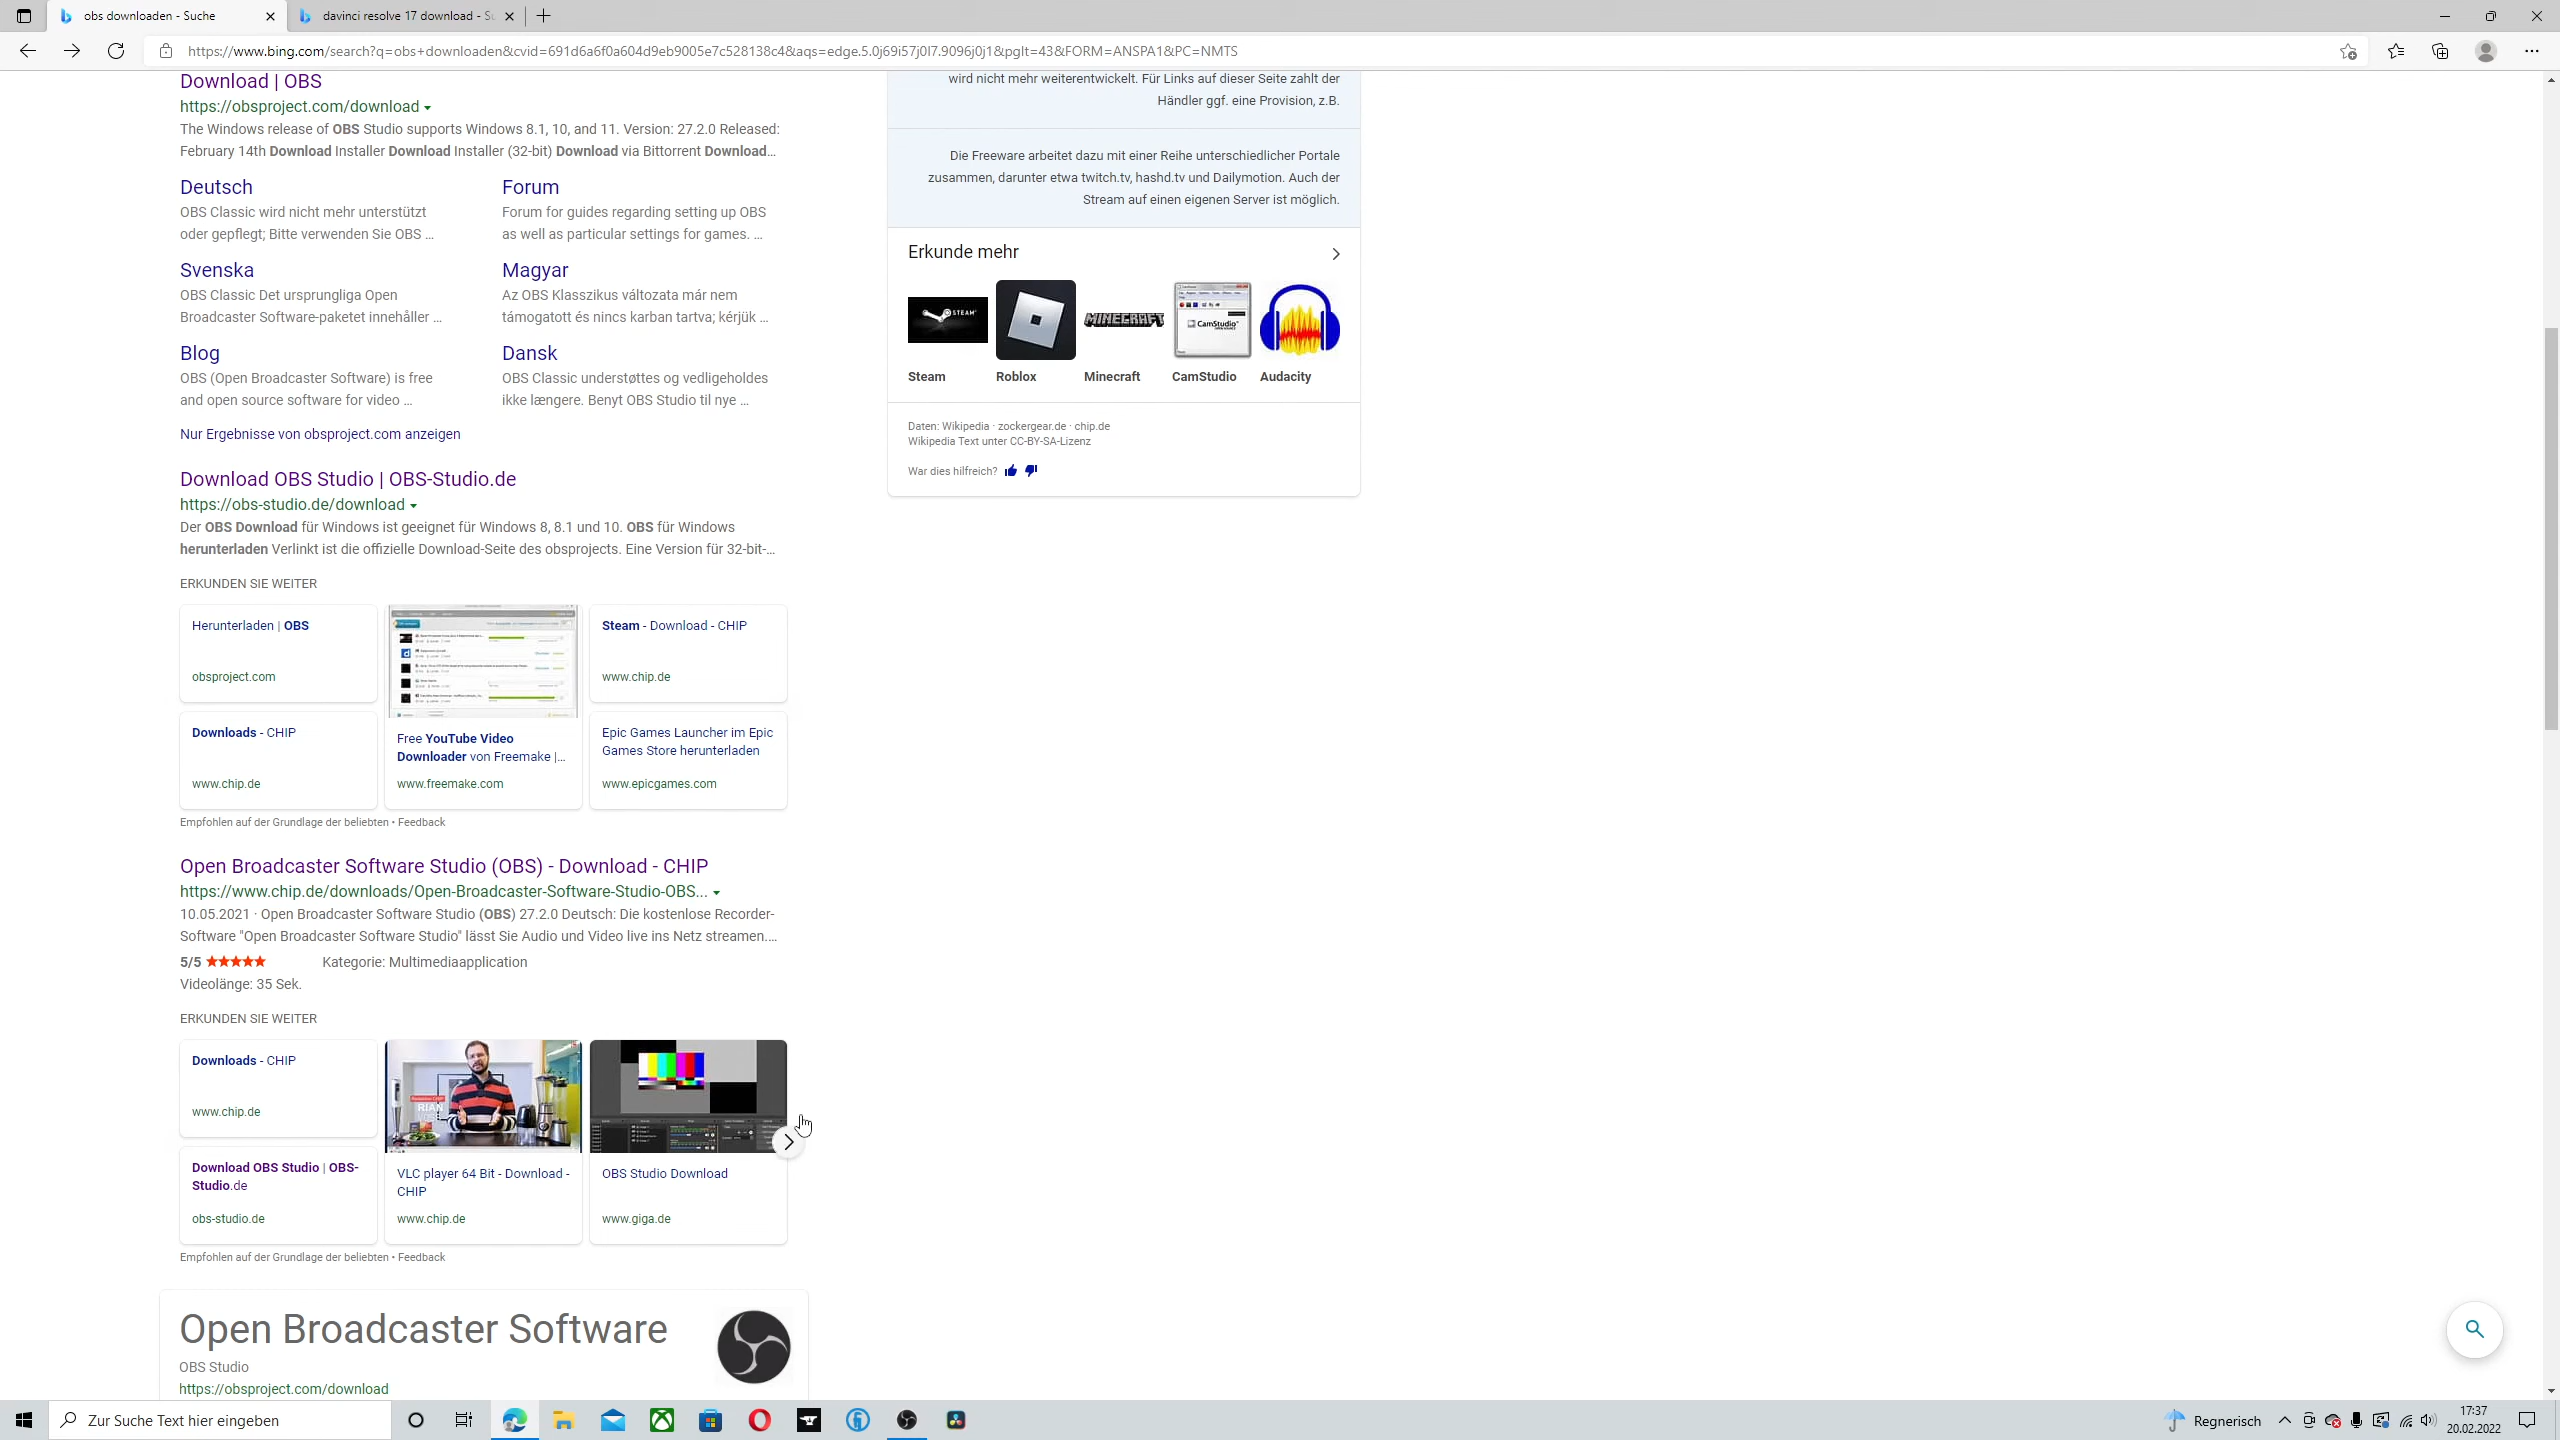 obs downloaden - Suche
davinci resolve 17 download - Su
https://www.bing.com/search?q=obs+downloaden&cvid=691d6a6f0a604d9eb9005e7c528138c4&aqs=edge.5.0j69i57j0l7.9096j0j1&pglt=43&FORM=ANSPA1&PC=NMTS
Download | OBS
https://obsproject.com/download
The Windows release of OBS Studio supports Windows 8.1, 10, and 11. Version: 27.2.0 Released:
February 14th Download Installer Download Installer (32-bit) Download via Bittorrent Download...
Deutsch
OBS Classic wird nicht mehr unterstützt
oder gepflegt; Bitte verwenden Sie OBS ...
Forum
Forum for guides regarding setting up OBS
as well as particular settings for games. ...
Svenska
OBS Classic Det ursprungliga Open
Broadcaster Software-paketet innehåller ...
Magyar
Az OBS Klasszikus változata már nem
támogatott és nincs karban tartva; kérjük ...
Blog
OBS (Open Broadcaster Software) is free
and open source software for video ...
Dansk
OBS Classic understøttes og vedligeholdes
ikke længere. Benyt OBS Studio til nye ...
Nur Ergebnisse von obsproject.com anzeigen
Download OBS Studio | OBS-Studio.de
https://obs-studio.de/download
Der OBS Download für Windows ist geeignet für Windows 8, 8.1 und 10. OBS für Windows
herunterladen Verlinkt ist die offizielle Download-Seite des obsprojects. Eine Version für 32-bit-...
ERKUNDEN SIE WEITER
Herunterladen | OBS
obsproject.com
Downloads - CHIP
www.chip.de
Free YouTube Video
Downloader von Freemake |...
www.freemake.com
Steam - Download - CHIP
www.chip.de
Epic Games Launcher im Epic
Games Store herunterladen
www.epicgames.com
Empfohlen auf der Grundlage der beliebten • Feedback
Open Broadcaster Software Studio (OBS) - Download - CHIP
https://www.chip.de/downloads/Open-Broadcaster-Software-Studio-OBS...
10.05.2021 · Open Broadcaster Software Studio (OBS) 27.2.0 Deutsch: Die kostenlose Recorder-
Software "Open Broadcaster Software Studio" lässt Sie Audio und Video live ins Netz streamen....
5/5 ★★★★★ Kategorie: Multimediaapplication
Videolänge: 35 Sek.
ERKUNDEN SIE WEITER
Downloads - CHIP
www.chip.de
Download OBS Studio | OBS-
Studio.de
obs-studio.de
VLC player 64 Bit - Download -
CHIP
www.chip.de
OBS Studio Download
www.giga.de
Empfohlen auf der Grundlage der beliebten • Feedback
Open Broadcaster Software
OBS Studio
https://obsproject.com/download
wird nicht mehr weiterentwickelt. Für Links auf dieser Seite zahlt der
Händler ggf. eine Provision, z.B.
Die Freeware arbeitet dazu mit einer Reihe unterschiedlicher Portale
zusammen, darunter etwa twitch.tv, hashd.tv und Dailymotion. Auch der
Stream auf einen eigenen Server ist möglich.
Erkunde mehr
STEAM
MINECRAFT
CamStudio
Steam
Roblox
Minecraft
CamStudio
Audacity
Daten: Wikipedia · zockergear.de · chip.de
Wikipedia Text unter CC-BY-SA-Lizenz
War dies hilfreich?
Zur Suche Text hier eingeben
Regnerisch
17:37
20.02.2022